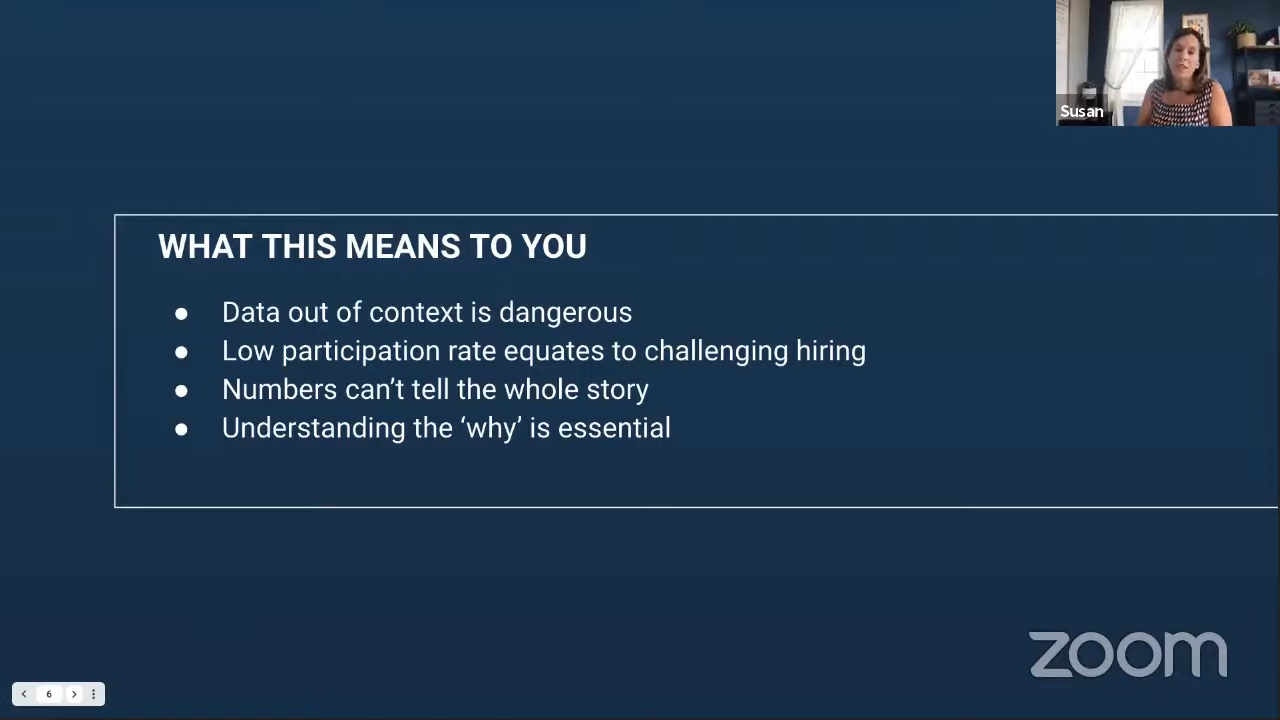 Susan
WHAT THIS MEANS TO YOU
● Data out of context is dangerous
● Low participation rate equates to challenging hiring
● Numbers can’t tell the whole story
● Understanding the ‘why’ is essential
zoom
6